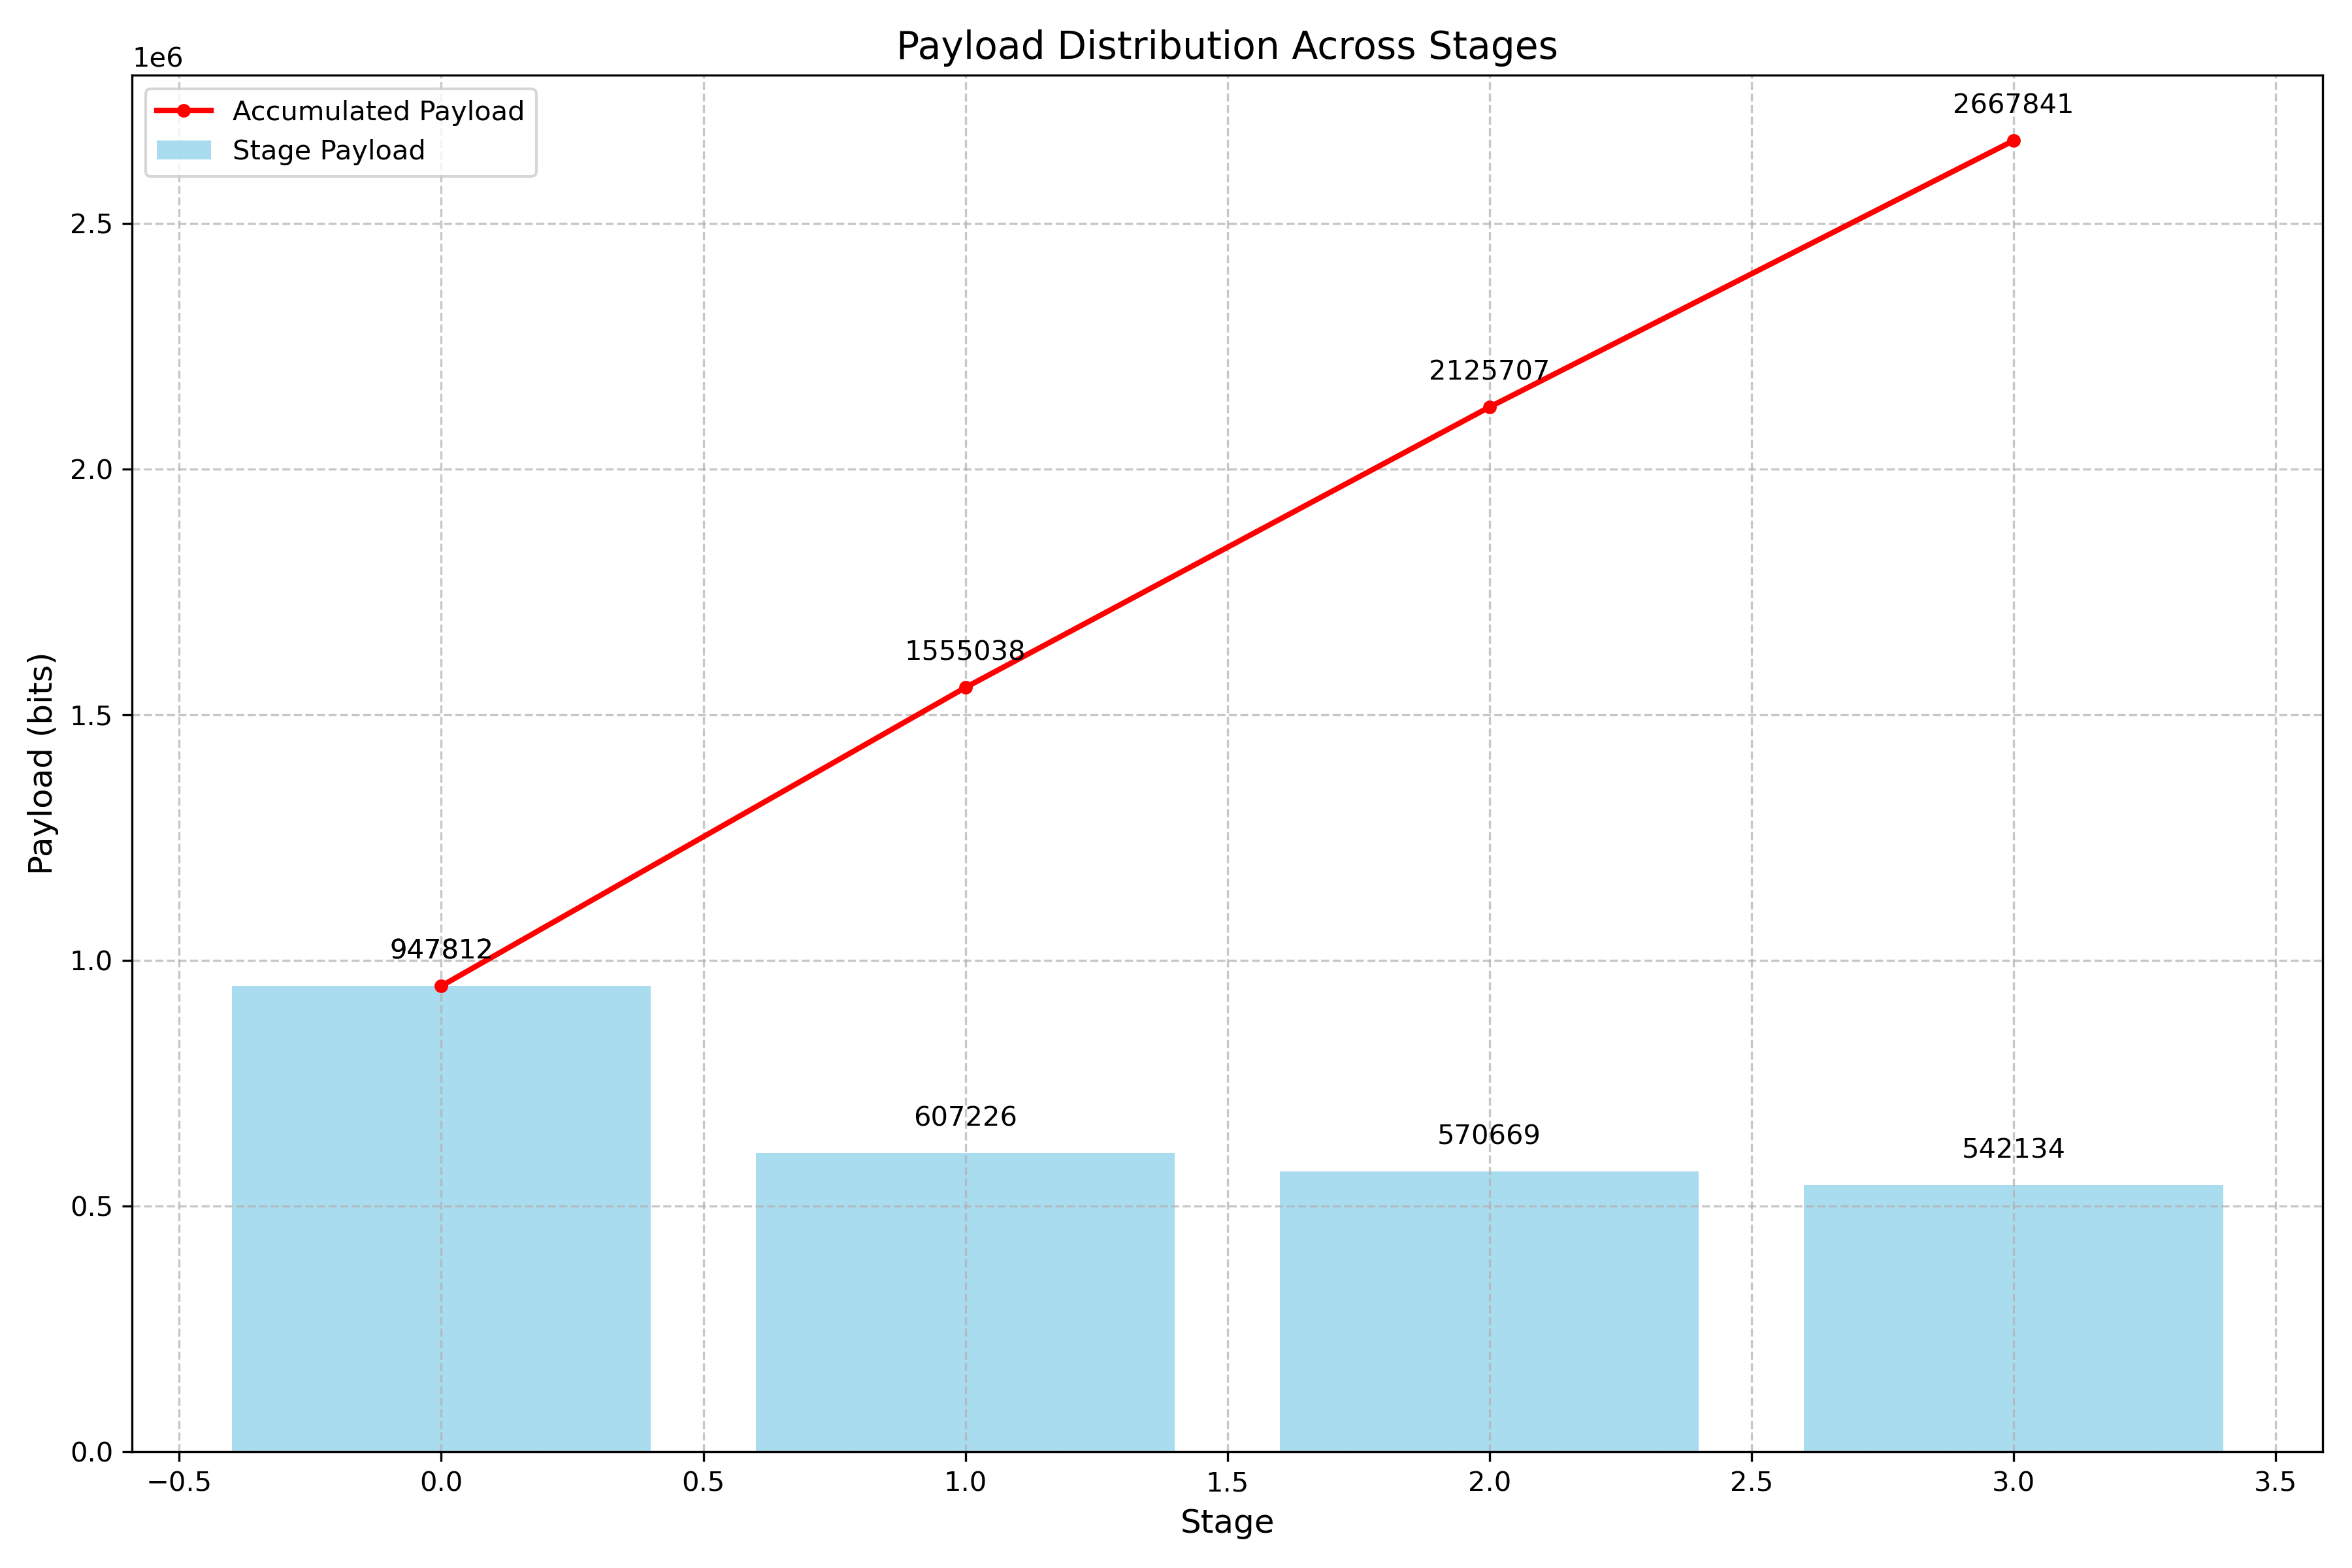 Payload Distribution Across Stages
1e6
Accumulated Payload
Stage Payload
2667841
2125707
1555038
947812
607226
570669
542134
2.5
2.0
1.5
1.0
0.5
0.0
Payload (bits)
−0.5 0.0 0.5 1.0 1.5 2.0 2.5 3.0 3.5
Stage